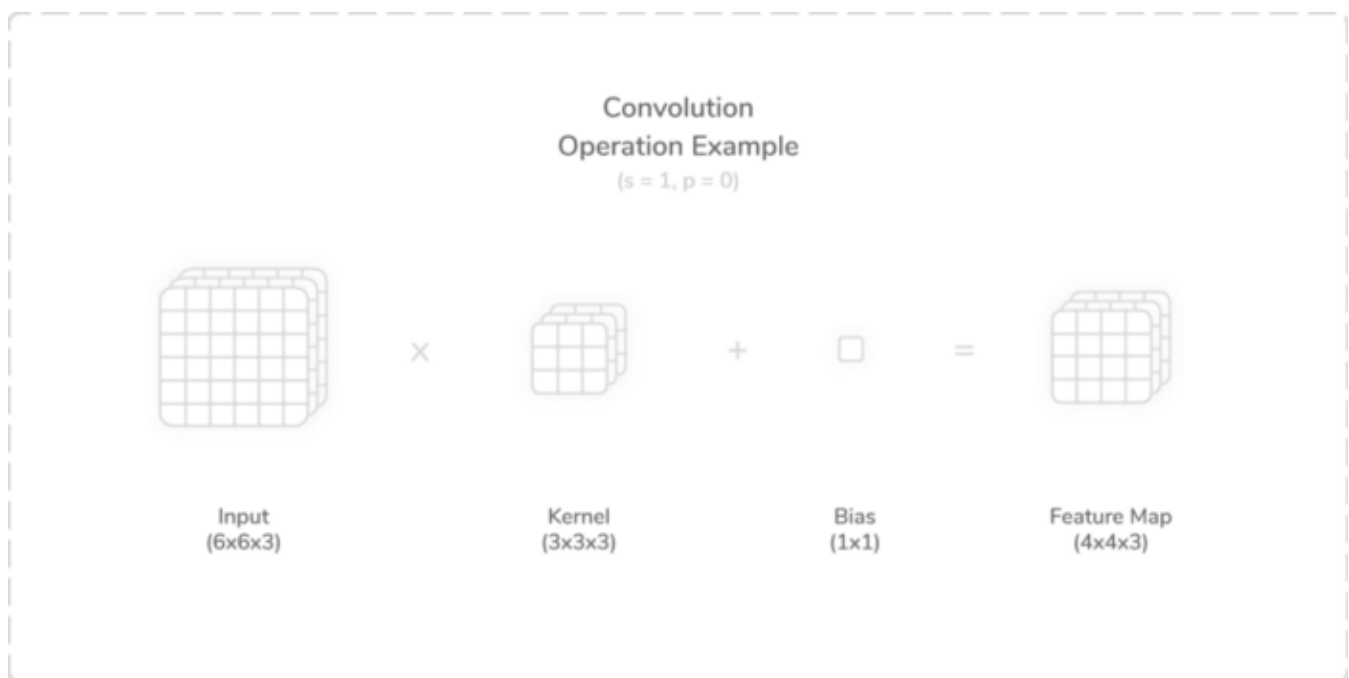 Convolution
Operation Example
(s = 1, p = 0)
x
+
=
Input
(6x6x3)
Kernel
(3x3x3)
Bias
(1x1)
Feature Map
(4x4x3)